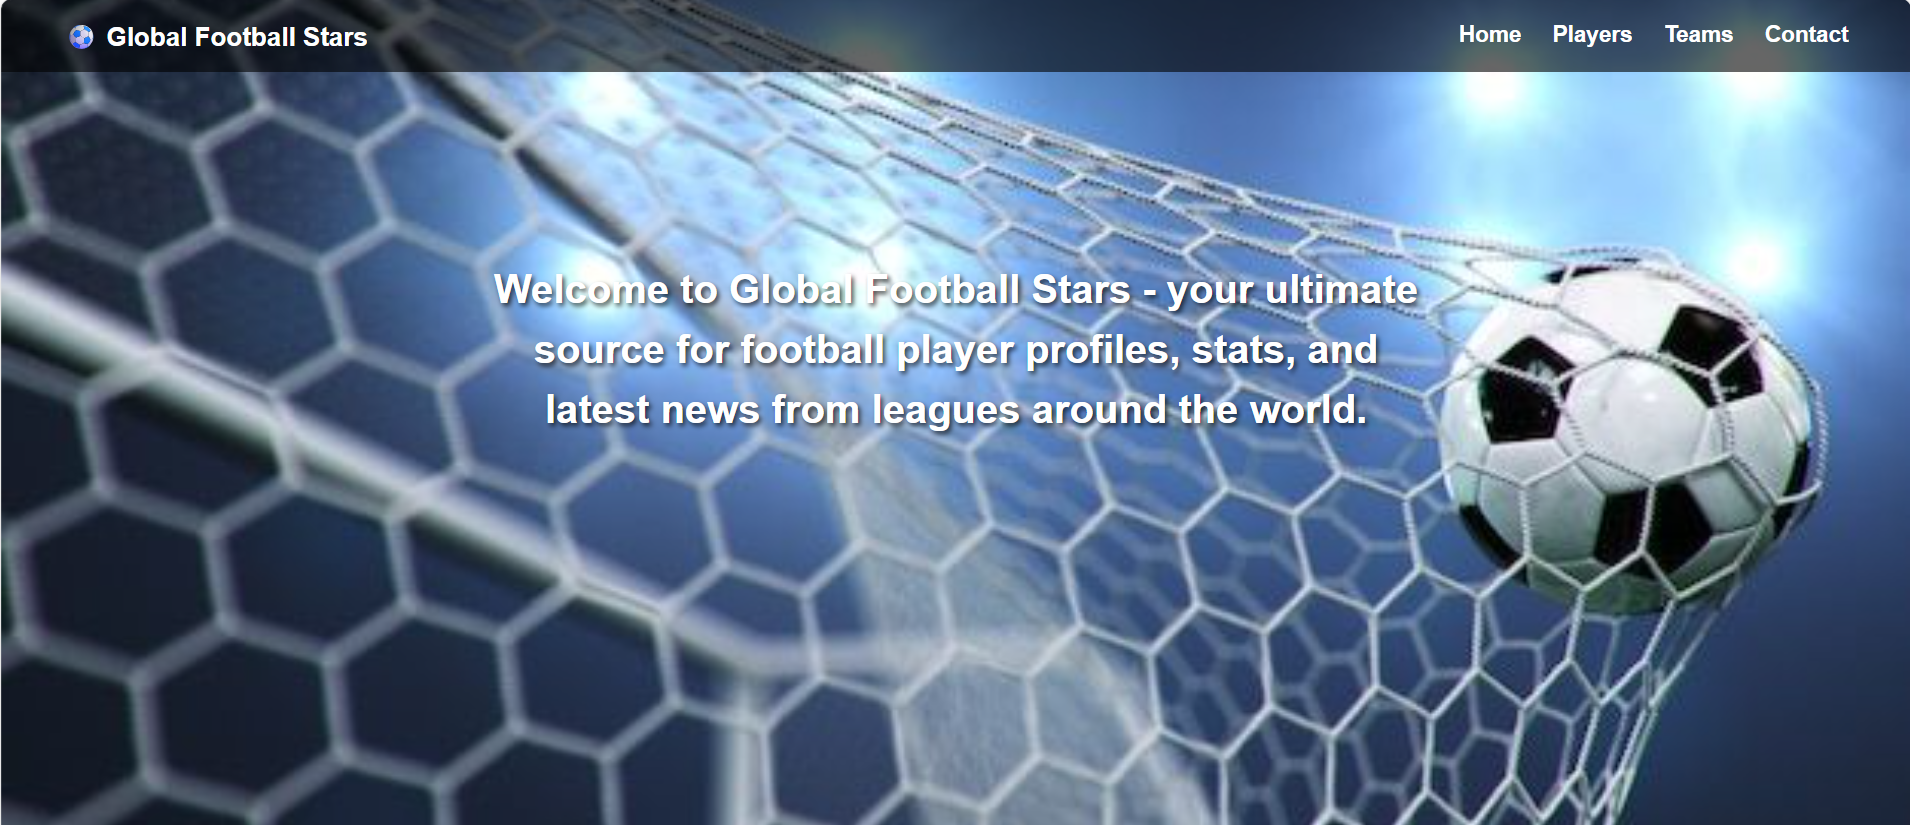 ⚽ Global Football Stars
Home Players Teams Contact
Welcome to Global Football Stars - your ultimate
source for football player profiles, stats, and
latest news from leagues around the world.